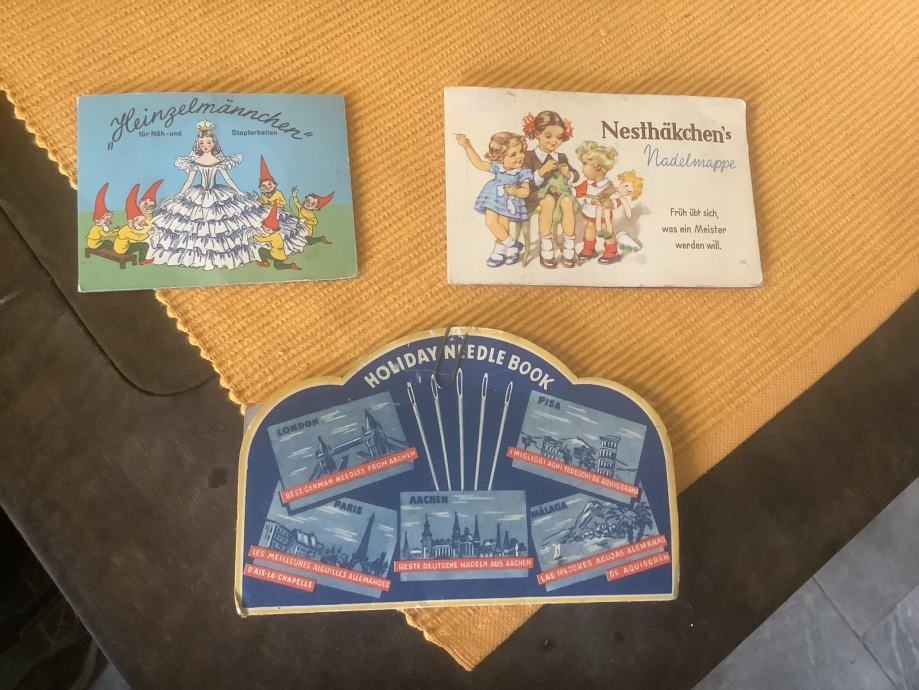 „Heinzelmännchen"
für Näh- und Stopfarbeiten
Nesthäkchen's
Nadelmappe
Früh übt sich,
was ein Meister
werden will.
HOLIDAY NEEDLE BOOK
LONDON
BEST GERMAN NEEDLES FROM AACHEN
PISA
I MIGLIORI AGHI TEDESCHI DA AQUISGRANA
PARIS
LES MEILLEURES AIGUILLES ALLEMANDES
D'AIX-LA-CHAPELLE
AACHEN
BESTE DEUTSCHE NADELN AUS AACHEN
MÁLAGA
LAS MEJORES AGUJAS ALEMANAS
DE AQUISGRÁN